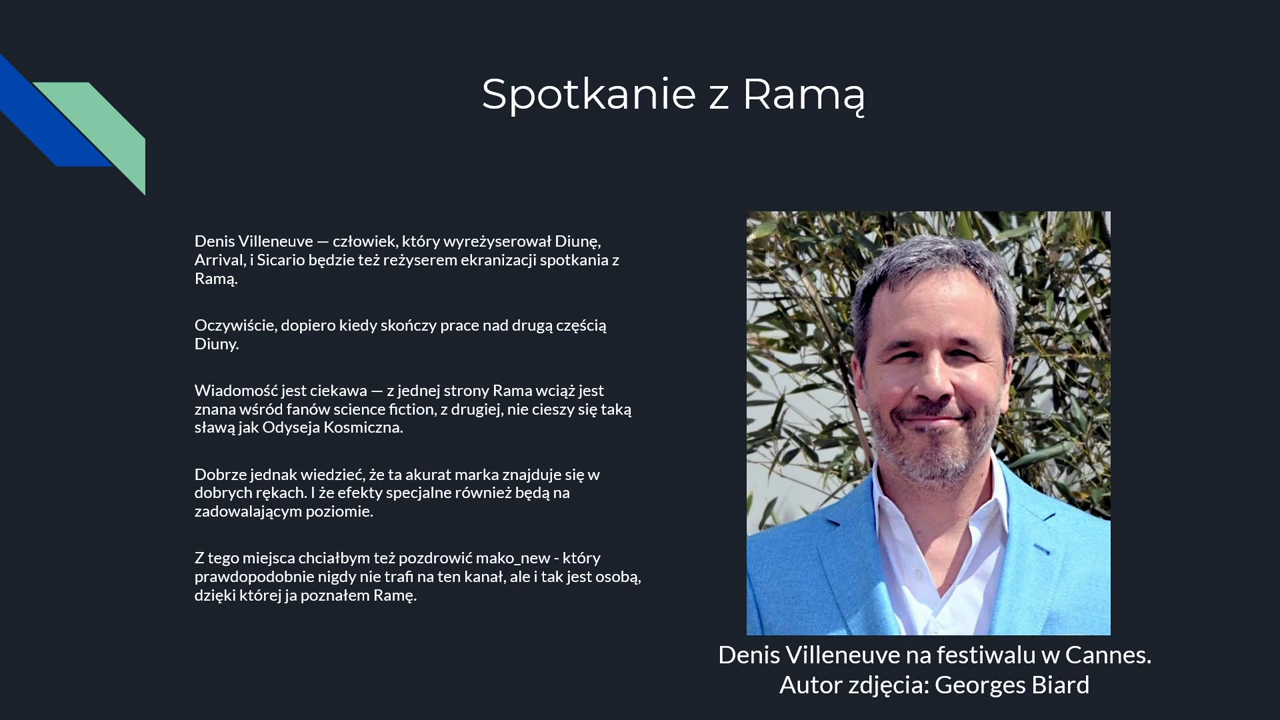 Spotkanie z Ramą
Denis Villeneuve — człowiek, który wyreżyserował Diunę,
Arrival, i Sicario będzie też reżyserem ekranizacji spotkania z
Ramą.
Oczywiście, dopiero kiedy skończy prace nad drugą częścią
Diuny.
Wiadomość jest ciekawa — z jednej strony Rama wciąż jest
znana wśród fanów science fiction, z drugiej, nie cieszy się taką
sławą jak Odyseja Kosmiczna.
Dobrze jednak wiedzieć, że ta akurat marka znajduje się w
dobrych rękach. I że efekty specjalne również będą na
zadowalającym poziomie.
Z tego miejsca chciałbym też pozdrowić mako_new - który
prawdopodobnie nigdy nie trafi na ten kanał, ale i tak jest osobą,
dzięki której ja poznałem Ramę.
Denis Villeneuve na festiwalu w Cannes.
Autor zdjęcia: Georges Biard